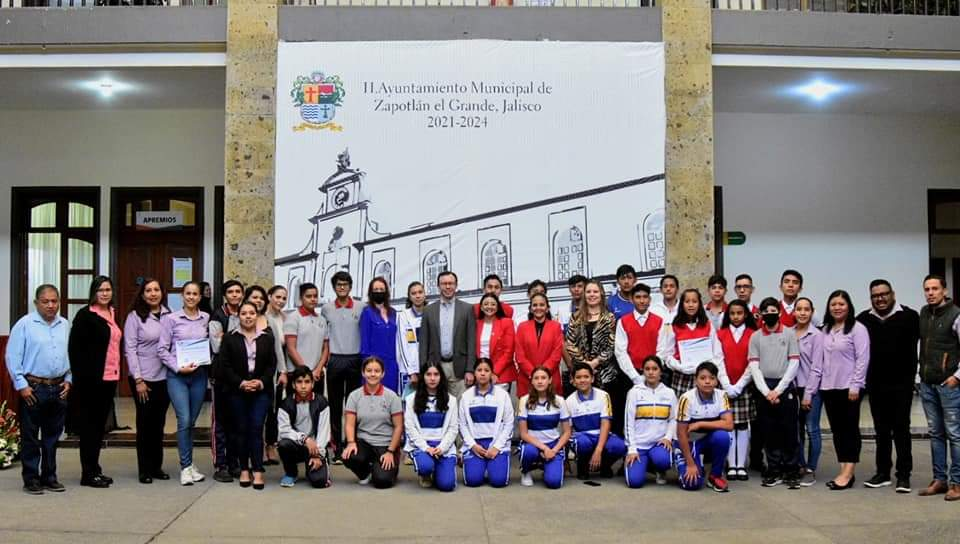 H. Ayuntamiento Municipal de
Zapotlán el Grande, Jalisco
2021-2024
APREMIOS